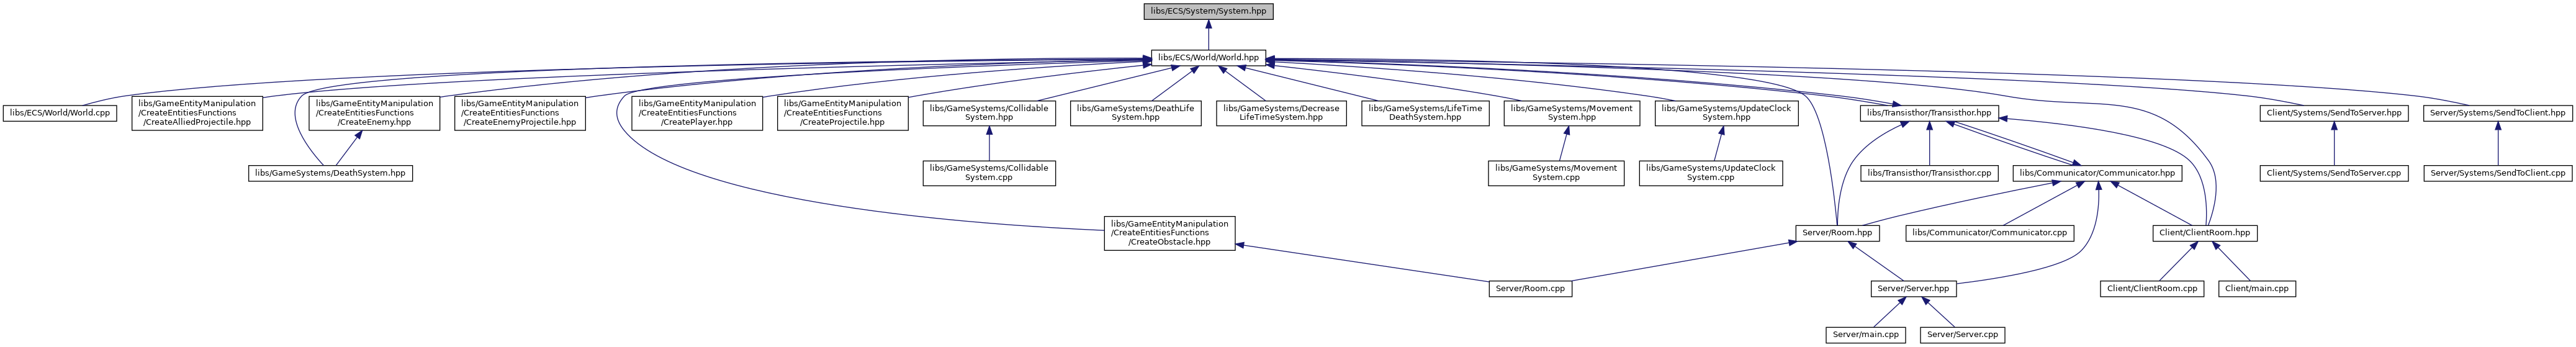 libs/ECS/System/System.hpp
libs/ECS/World/World.hpp
libs/ECS/World/World.cpp
libs/GameEntityManipulation
/CreateEntitiesFunctions
/CreateAlliedProjectile.hpp
libs/GameEntityManipulation
/CreateEntitiesFunctions
/CreateEnemy.hpp
libs/GameEntityManipulation
/CreateEntitiesFunctions
/CreateEnemyProjectile.hpp
libs/GameEntityManipulation
/CreateEntitiesFunctions
/CreatePlayer.hpp
libs/GameEntityManipulation
/CreateEntitiesFunctions
/CreateProjectile.hpp
libs/GameSystems/Collidable
System.hpp
libs/GameSystems/DeathLife
System.hpp
libs/GameSystems/Decrease
LifeTimeSystem.hpp
libs/GameSystems/LifeTime
DeathSystem.hpp
libs/GameSystems/Movement
System.hpp
libs/GameSystems/UpdateClock
System.hpp
libs/Transisthor/Transisthor.hpp
Client/Systems/SendToServer.hpp
Server/Systems/SendToClient.hpp
libs/GameSystems/DeathSystem.hpp
libs/GameSystems/Collidable
System.cpp
libs/GameSystems/Movement
System.cpp
libs/GameSystems/UpdateClock
System.cpp
libs/Transisthor/Transisthor.cpp
libs/Communicator/Communicator.hpp
Client/Systems/SendToServer.cpp
Server/Systems/SendToClient.cpp
libs/GameEntityManipulation
/CreateEntitiesFunctions
/CreateObstacle.hpp
Server/Room.hpp
libs/Communicator/Communicator.cpp
Client/ClientRoom.hpp
Server/Room.cpp
Server/Server.hpp
Client/ClientRoom.cpp
Client/main.cpp
Server/main.cpp
Server/Server.cpp